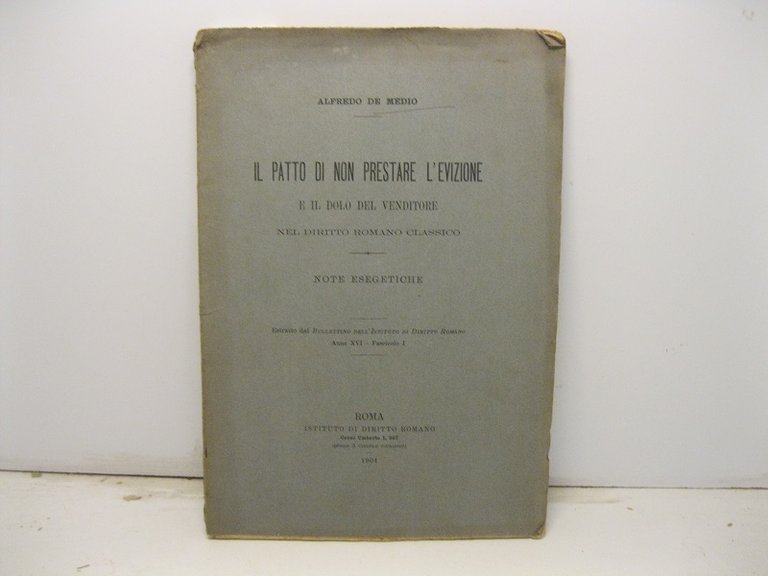 ALFREDO DE MEDIO
IL PATTO DI NON PRESTARE L'EVIZIONE
E IL DOLO DEL VENDITORE
NEL DIRITTO ROMANO CLASSICO
NOTE ESEGETICHE
Estratto dal BULLETTINO DELL'ISTITUTO DI DIRITTO ROMANO
Anno XVI - Fascicolo I
ROMA
ISTITUTO DI DIRITTO ROMANO
Corso Umberto I, 307
1904